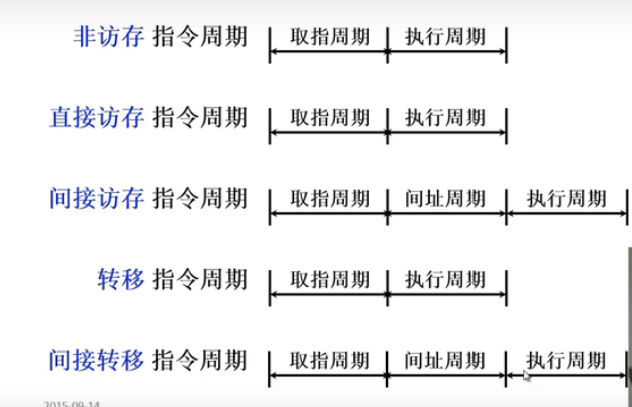 非访存 指令周期 取指周期 执行周期
直接访存 指令周期 取指周期 执行周期
间接访存 指令周期 取指周期 间址周期 执行周期
转移 指令周期 取指周期 执行周期
间接转移 指令周期 取指周期 间址周期 执行周期
2015-09-14